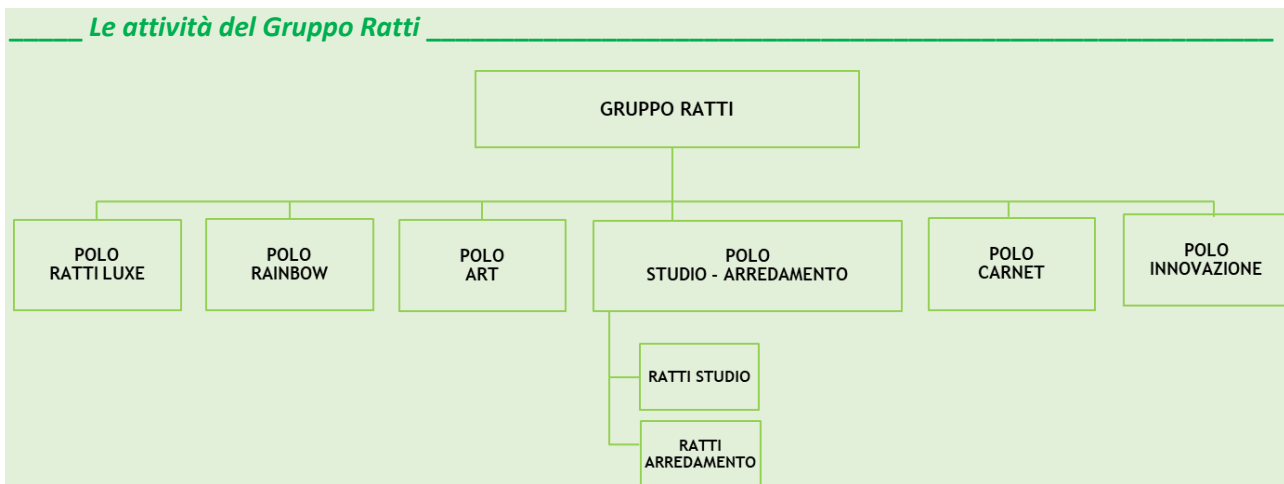 _____ Le attività del Gruppo Ratti __________________________________________________________
GRUPPO RATTI
POLO
RATTI LUXE
POLO
RAINBOW
POLO
ART
POLO
STUDIO - ARREDAMENTO
POLO
CARNET
POLO
INNOVAZIONE
RATTI STUDIO
RATTI
ARREDAMENTO